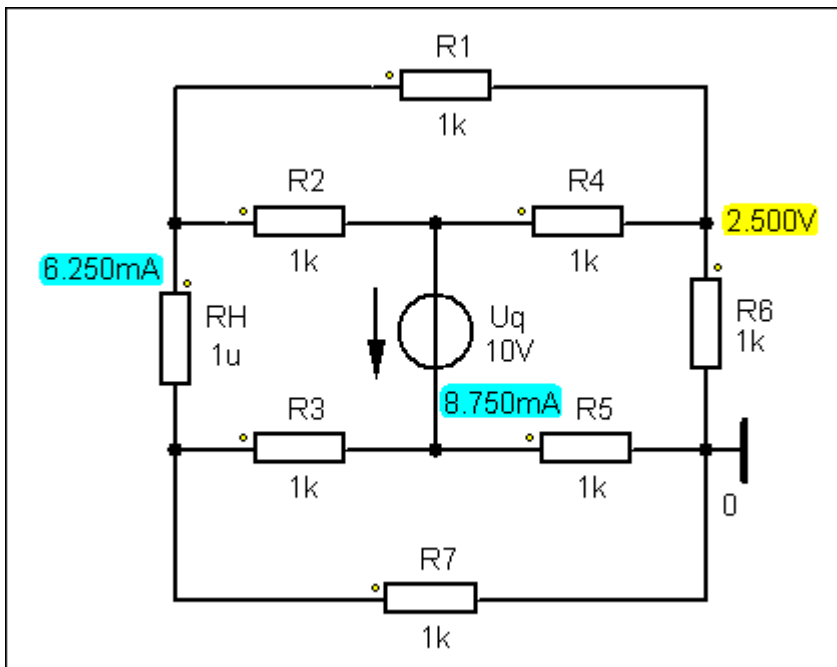 R1
1k
R2
1k
R4
1k
2.500V
6.250mA
RH
1u
Uq
10V
R6
1k
8.750mA
R3
1k
R5
1k
0
R7
1k